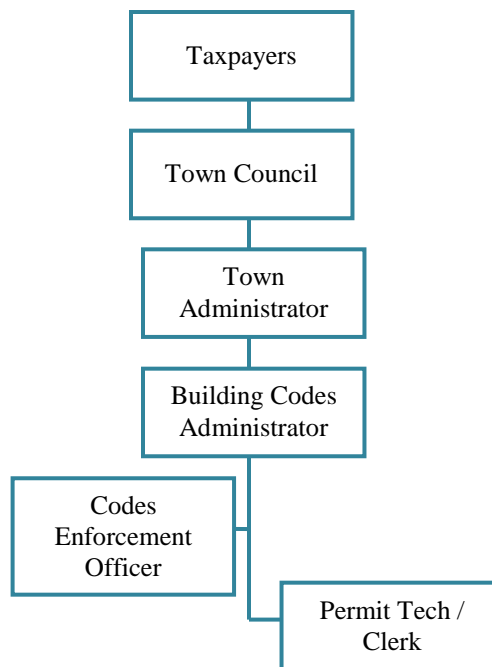 Taxpayers
Town Council
Town
Administrator
Building Codes
Administrator
Codes
Enforcement
Officer
Permit Tech /
Clerk